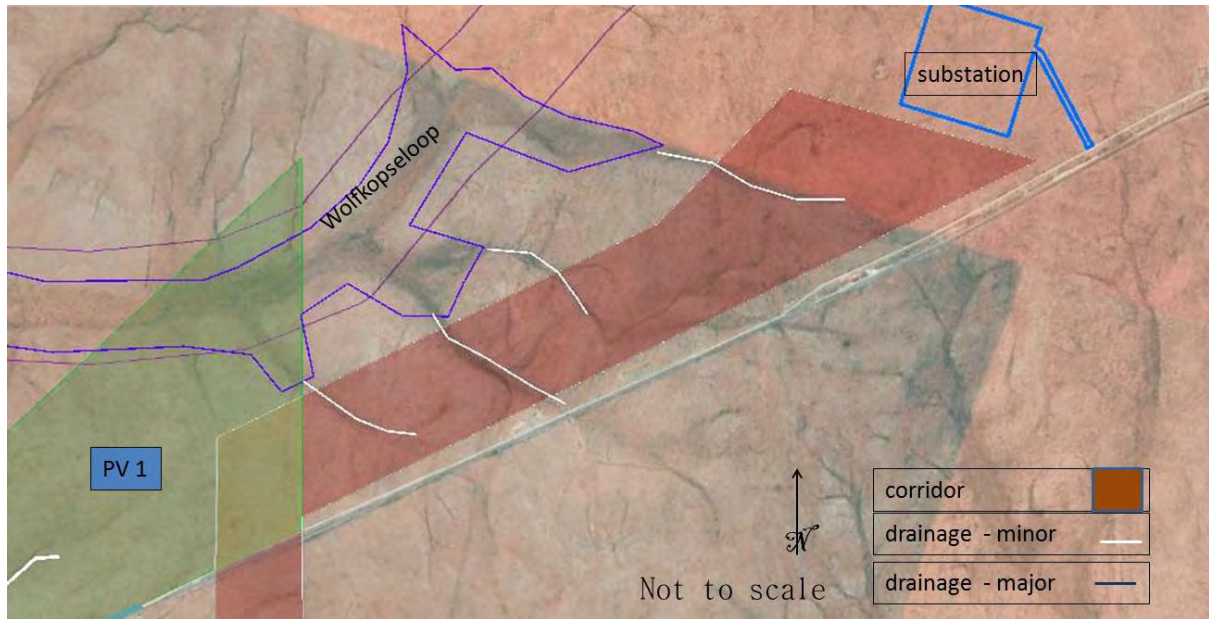 substation
Wolfkopseloop
PV 1
corridor
drainage - minor
drainage - major
N
Not to scale